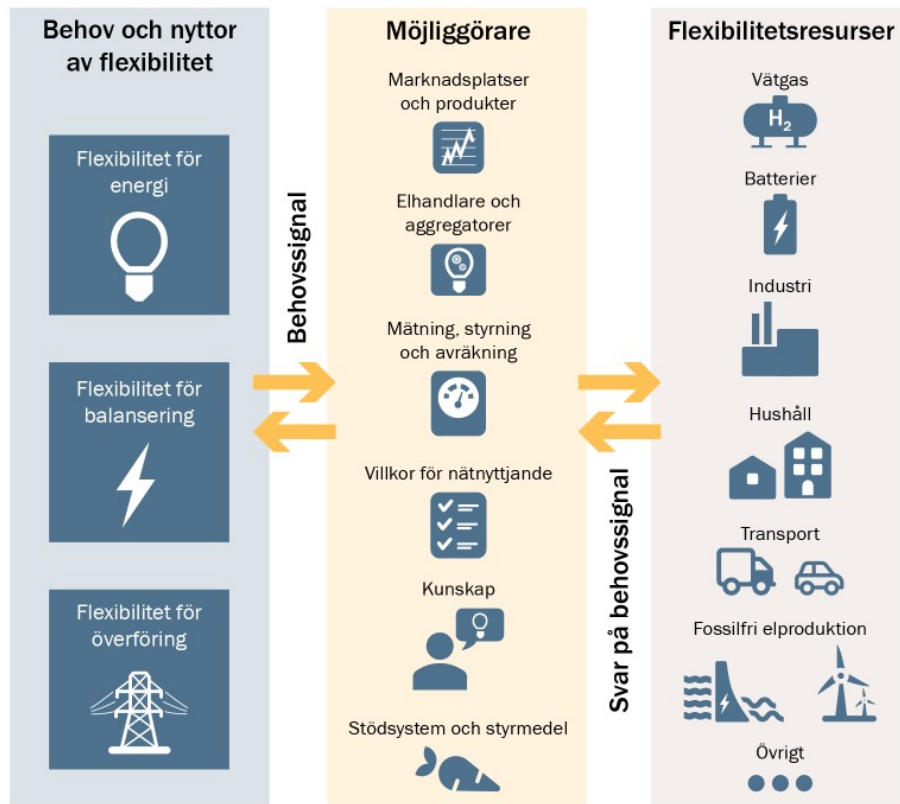 Behov och nyttor
av flexibilitet
Flexibilitet för
energi
Flexibilitet för
balansering
Flexibilitet för
överföring
Behovssignal
Möjliggörare
Marknadsplatser
och produkter
Elhandlare och
aggregatorer
Mätning, styrning
och avräkning
Villkor för nätnyttjande
Kunskap
Stödsystem och styrmedel
Svar på behovssignal
Flexibilitetsresurser
Vätgas
H2
Batterier
Industri
Hushåll
Transport
Fossilfri elproduktion
Övrigt